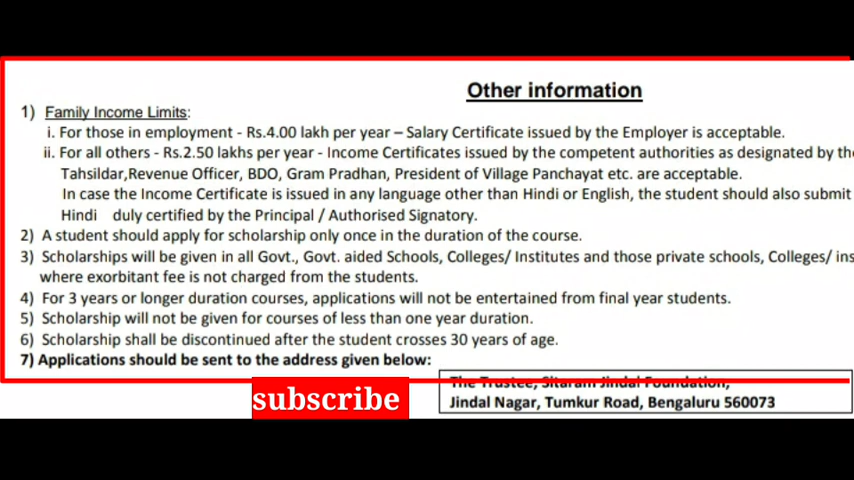 Other information
1) Family Income Limits:
i. For those in employment - Rs.4.00 lakh per year – Salary Certificate issued by the Employer is acceptable.
ii. For all others - Rs.2.50 lakhs per year - Income Certificates issued by the competent authorities as designated by the
Tahsildar,Revenue Officer, BDO, Gram Pradhan, President of Village Panchayat etc. are acceptable.
In case the Income Certificate is issued in any language other than Hindi or English, the student should also submit
Hindi duly certified by the Principal / Authorised Signatory.
2) A student should apply for scholarship only once in the duration of the course.
3) Scholarships will be given in all Govt., Govt. aided Schools, Colleges/ Institutes and those private schools, Colleges/ ins
where exorbitant fee is not charged from the students.
4) For 3 years or longer duration courses, applications will not be entertained from final year students.
5) Scholarship will not be given for courses of less than one year duration.
6) Scholarship shall be discontinued after the student crosses 30 years of age.
7) Applications should be sent to the address given below:
The Trustee, Sitaram Jindal Foundation,
Jindal Nagar, Tumkur Road, Bengaluru 560073
subscribe